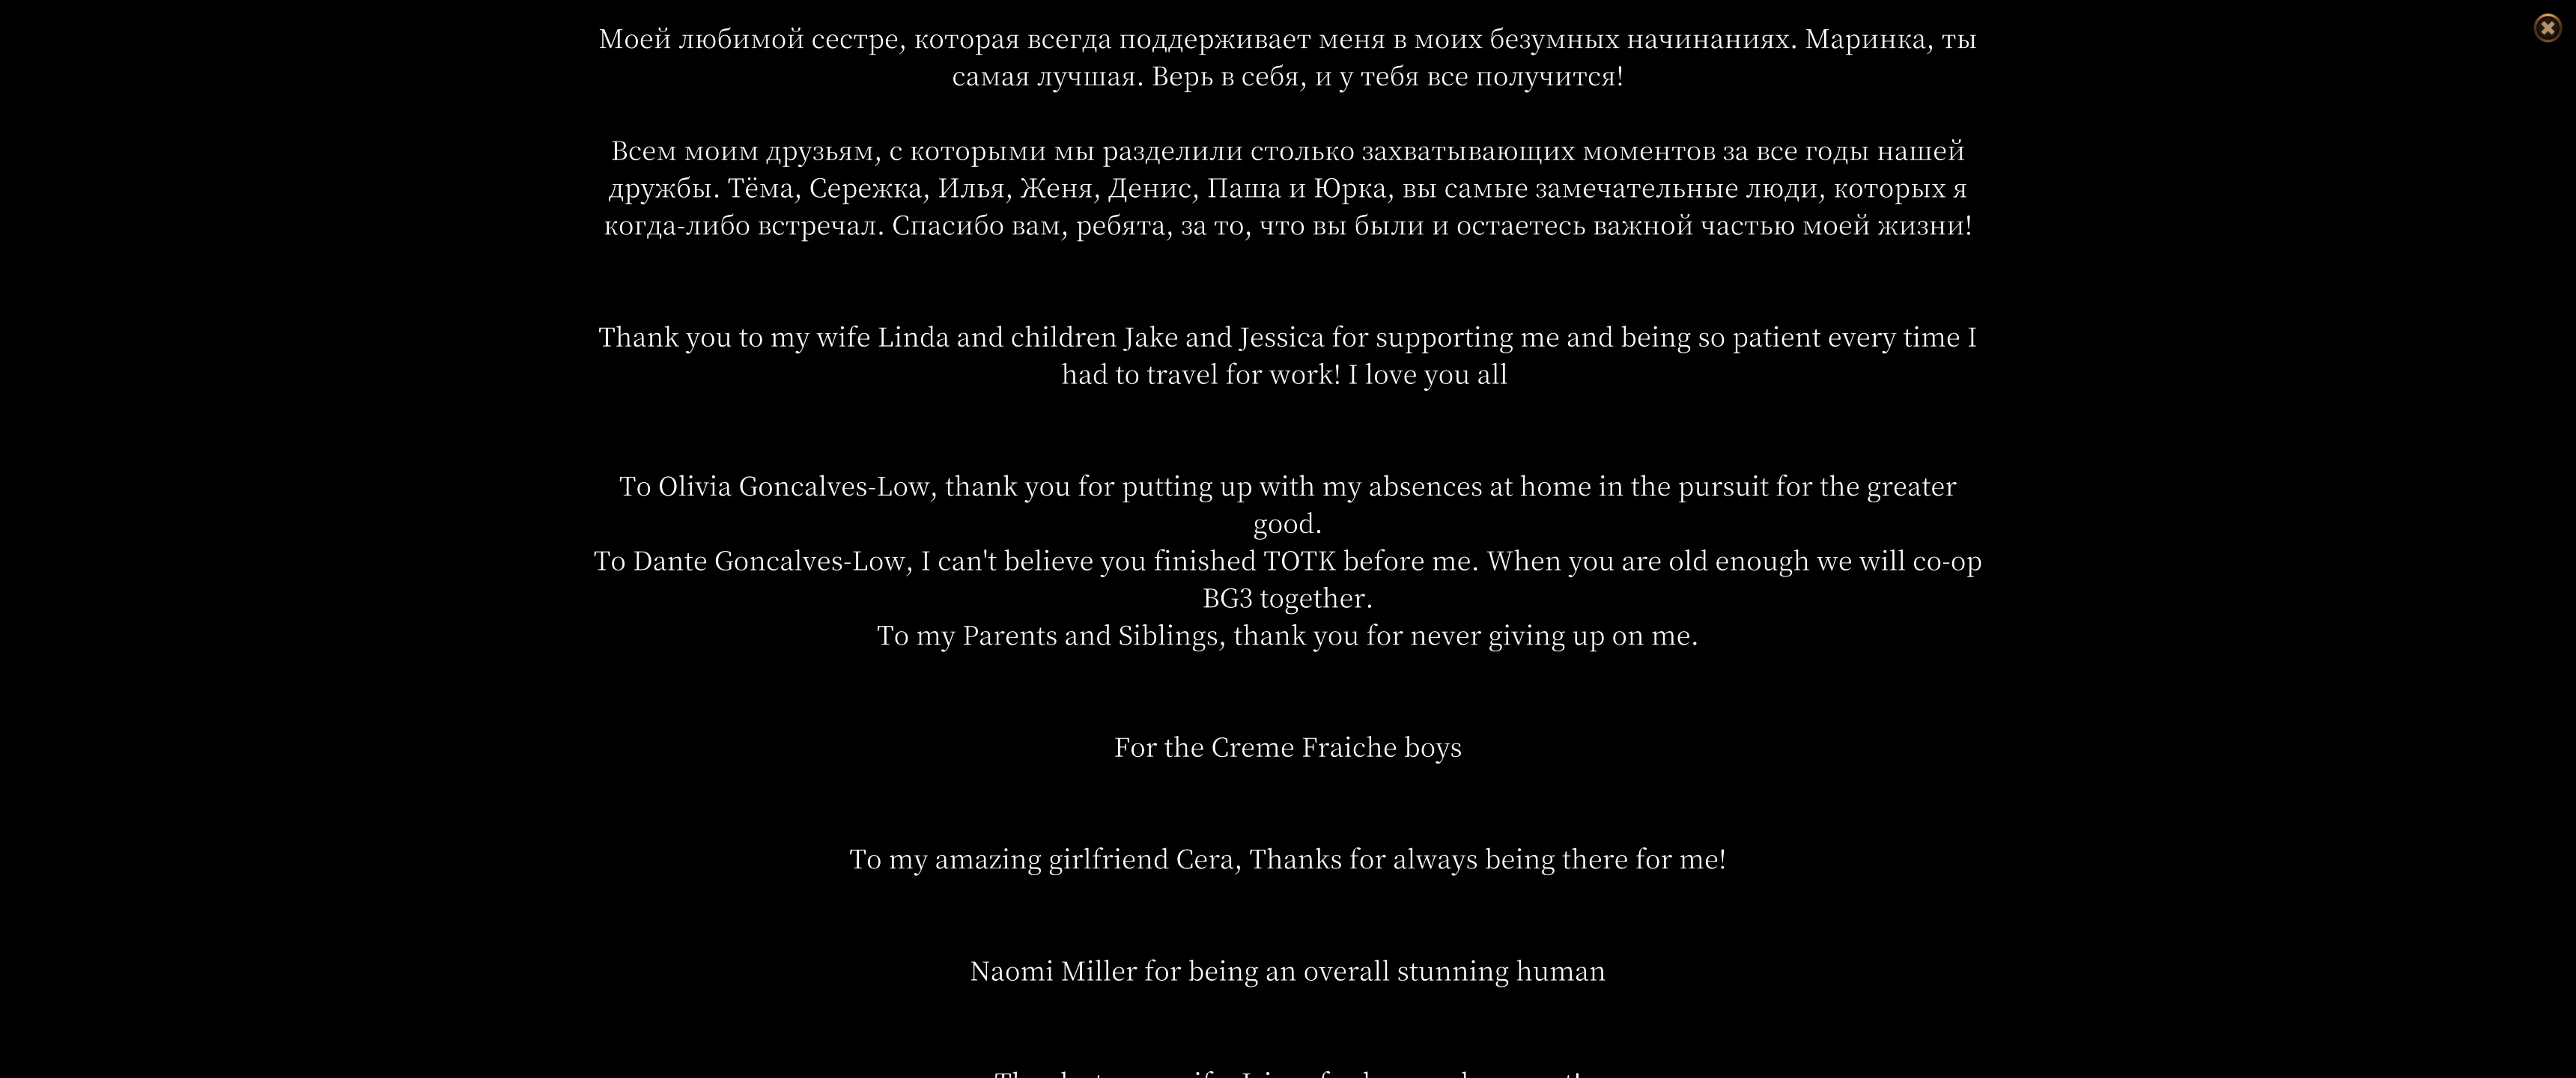 Моей любимой сестре, которая всегда поддерживает меня в моих безумных начинаниях. Маринка, ты
самая лучшая. Верь в себя, и у тебя все получится!
Всем моим друзьям, с которыми мы разделили столько захватывающих моментов за все годы нашей
дружбы. Тёма, Сережка, Илья, Женя, Денис, Паша и Юрка, вы самые замечательные люди, которых я
когда-либо встречал. Спасибо вам, ребята, за то, что вы были и остаетесь важной частью моей жизни!
Thank you to my wife Linda and children Jake and Jessica for supporting me and being so patient every time I
had to travel for work! I love you all
To Olivia Goncalves-Low, thank you for putting up with my absences at home in the pursuit for the greater
good.
To Dante Goncalves-Low, I can't believe you finished TOTK before me. When you are old enough we will co-op
BG3 together.
To my Parents and Siblings, thank you for never giving up on me.
For the Creme Fraiche boys
To my amazing girlfriend Cera, Thanks for always being there for me!
Naomi Miller for being an overall stunning human